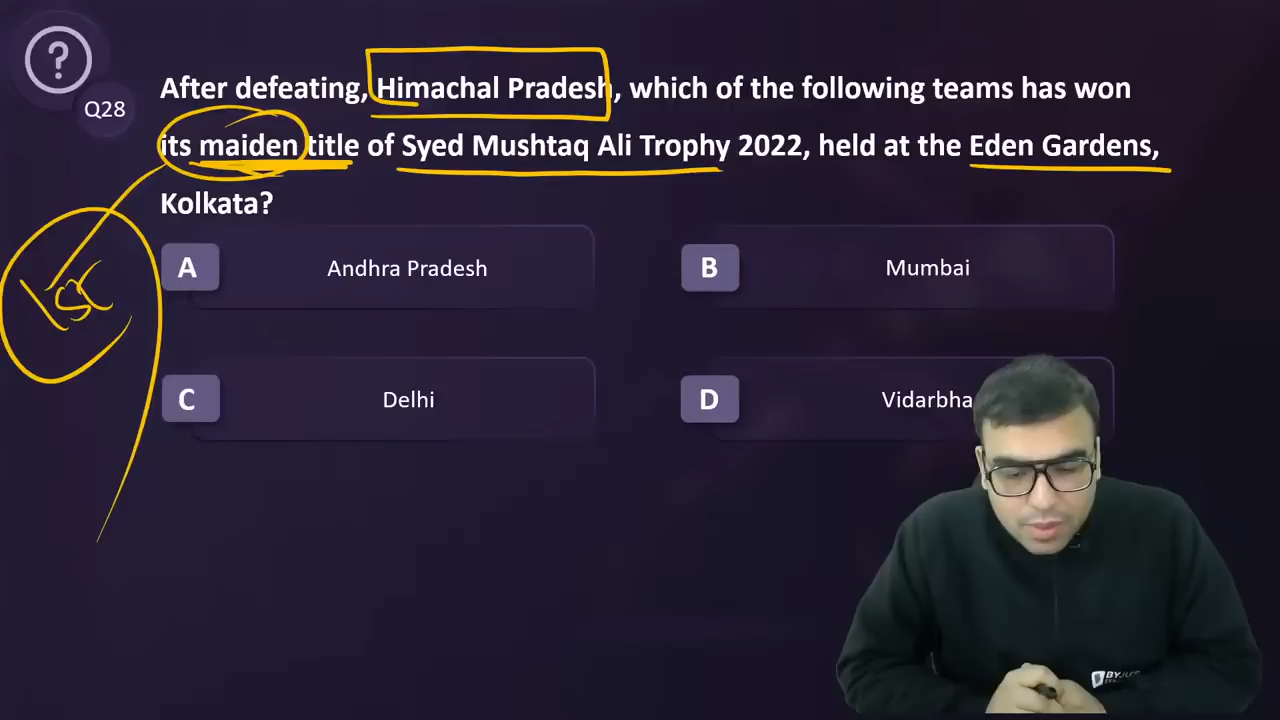 ?
Q28
After defeating, Himachal Pradesh, which of the following teams has won
its maiden title of Syed Mushtaq Ali Trophy 2022, held at the Eden Gardens,
Kolkata?
A Andhra Pradesh
B Mumbai
C Delhi
D Vidarbha
BYJU'S